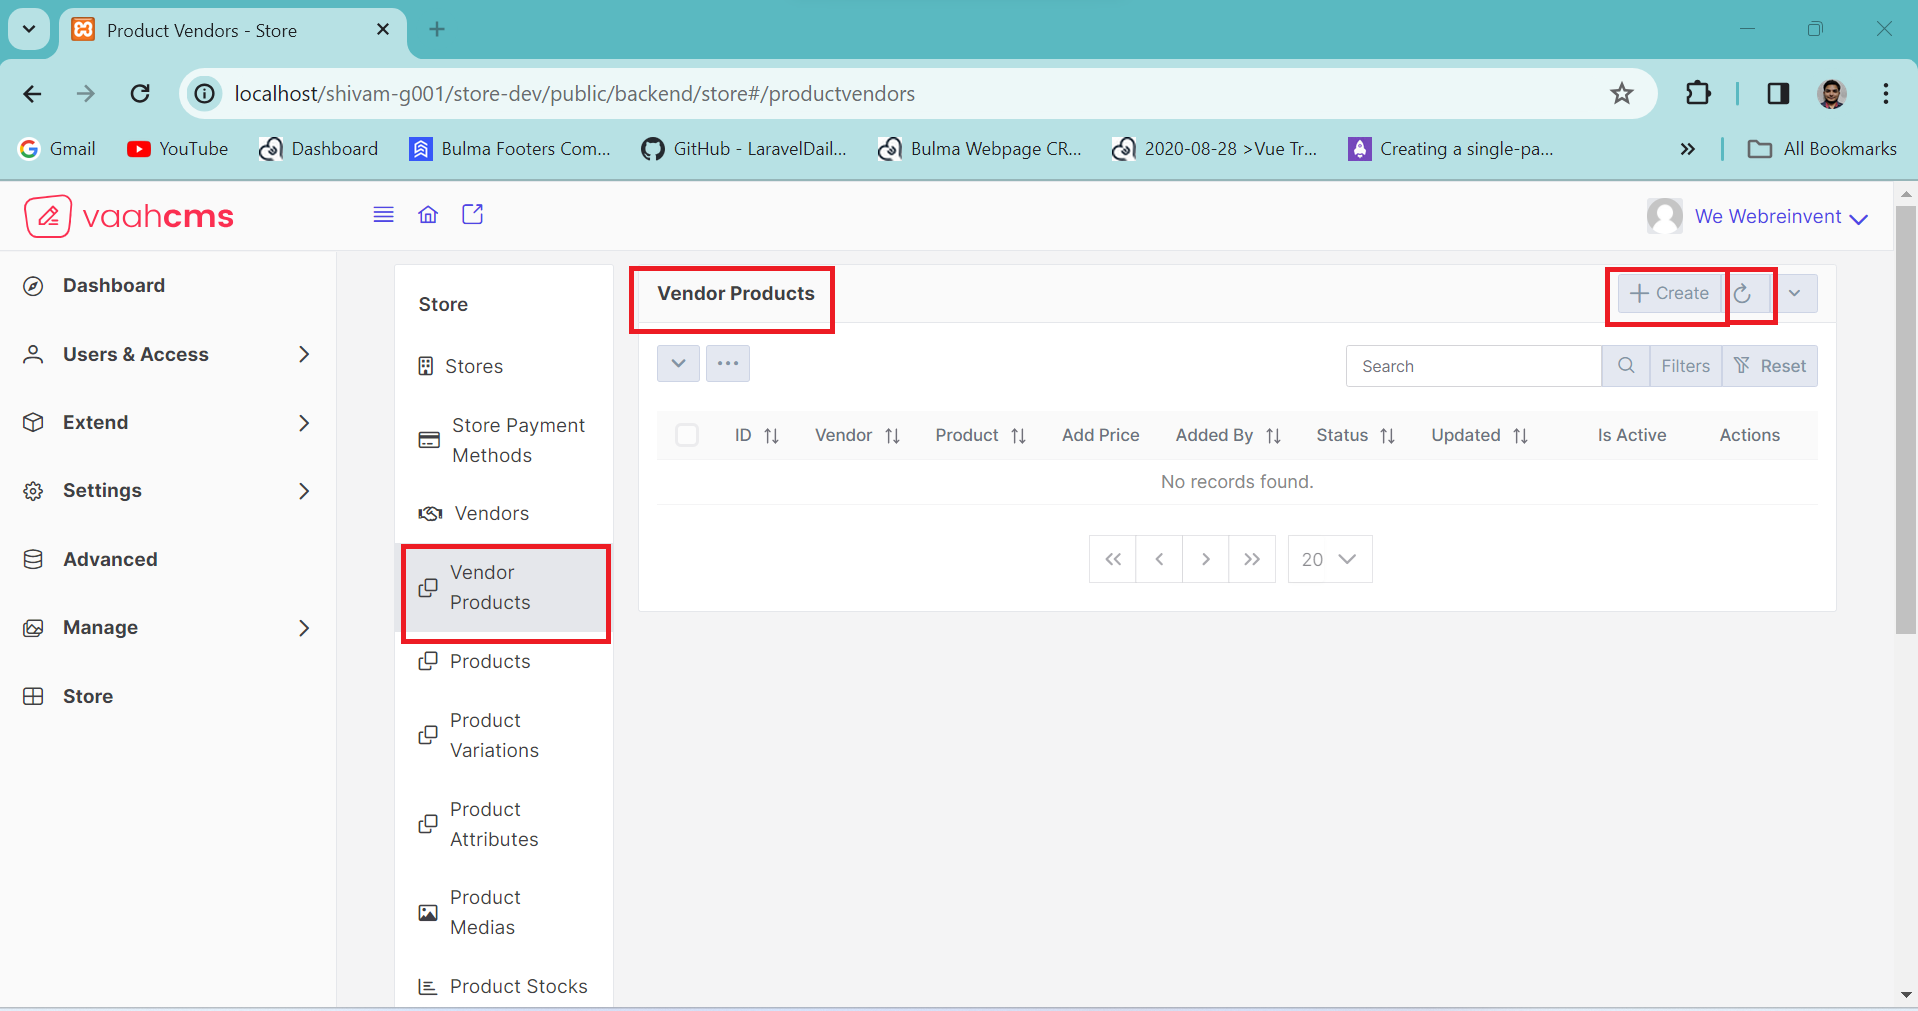 Product Vendors - Store
localhost/shivam-g001/store-dev/public/backend/store#/productvendors
Gmail
YouTube
Dashboard
Bulma Footers Com...
GitHub - LaravelDail...
Bulma Webpage CR...
2020-08-28 >Vue Tr...
Creating a single-pa...
All Bookmarks
vaahcms
We Webreinvent
Dashboard
Users & Access
Extend
Settings
Advanced
Manage
Store
Store
Stores
Store Payment
Methods
Vendors
Vendor
Products
Products
Product
Variations
Product
Attributes
Product
Medias
Product Stocks
Vendor Products
Create
Search
Filters
Reset
ID
Vendor
Product
Add Price
Added By
Status
Updated
Is Active
Actions
No records found.
20